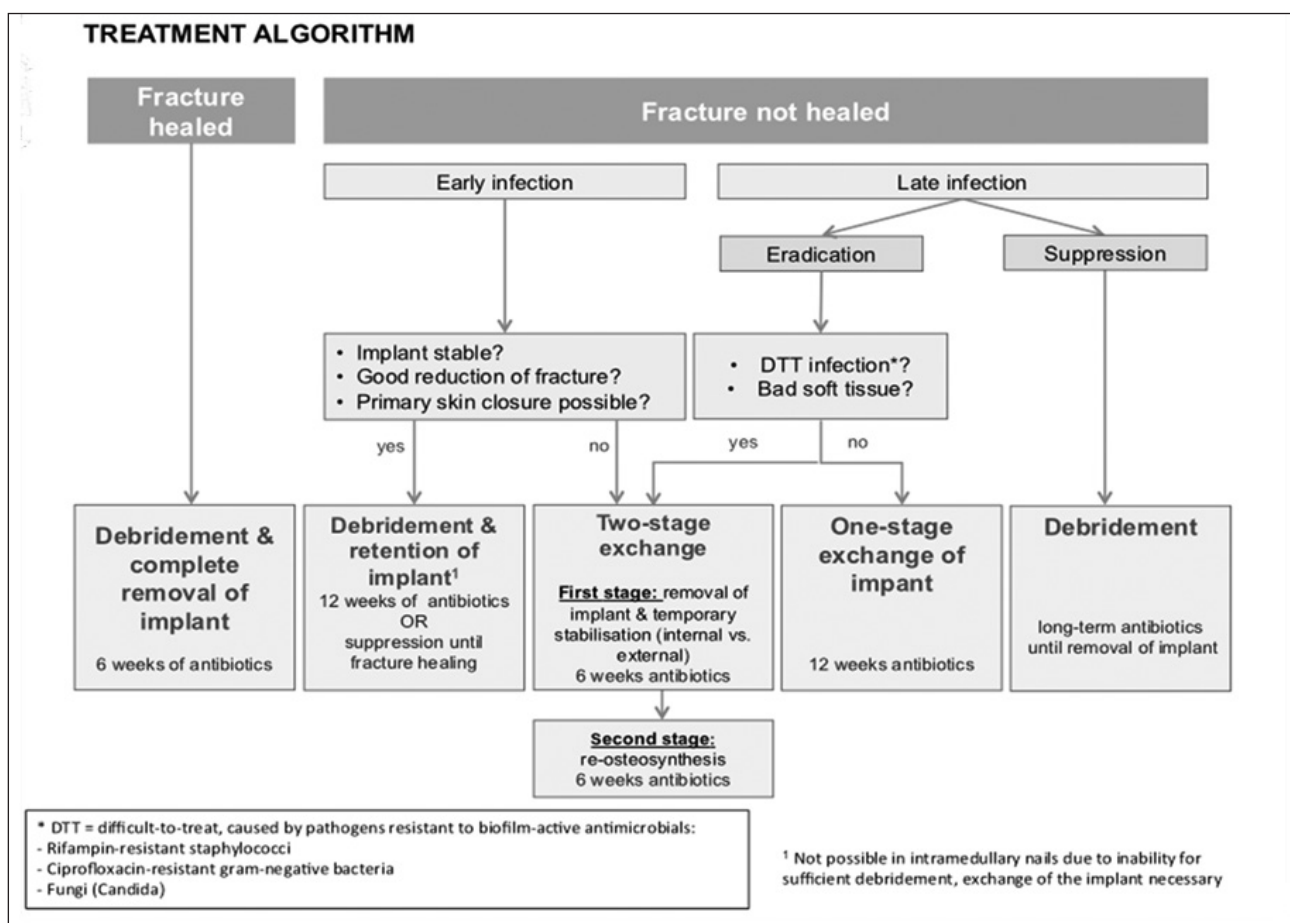 TREATMENT ALGORITHM
Fracture
healed
Fracture not healed
Early infection
Late infection
Eradication
Suppression
• Implant stable?
• Good reduction of fracture?
• Primary skin closure possible?
• DTT infection*?
• Bad soft tissue?
yes
no
yes
no
Debridement &
complete
removal of
implant
6 weeks of antibiotics
Debridement &
retention of
implant¹
12 weeks of antibiotics
OR
suppression until
fracture healing
Two-stage
exchange
First stage: removal of
implant & temporary
stabilisation (internal vs.
external)
6 weeks antibiotics
One-stage
exchange of
impant
12 weeks antibiotics
Debridement
long-term antibiotics
until removal of implant
Second stage:
re-osteosynthesis
6 weeks antibiotics
* DTT = difficult-to-treat, caused by pathogens resistant to biofilm-active antimicrobials:
- Rifampin-resistant staphylococci
- Ciprofloxacin-resistant gram-negative bacteria
- Fungi (Candida)
¹ Not possible in intramedullary nails due to inability for
sufficient debridement, exchange of the implant necessary